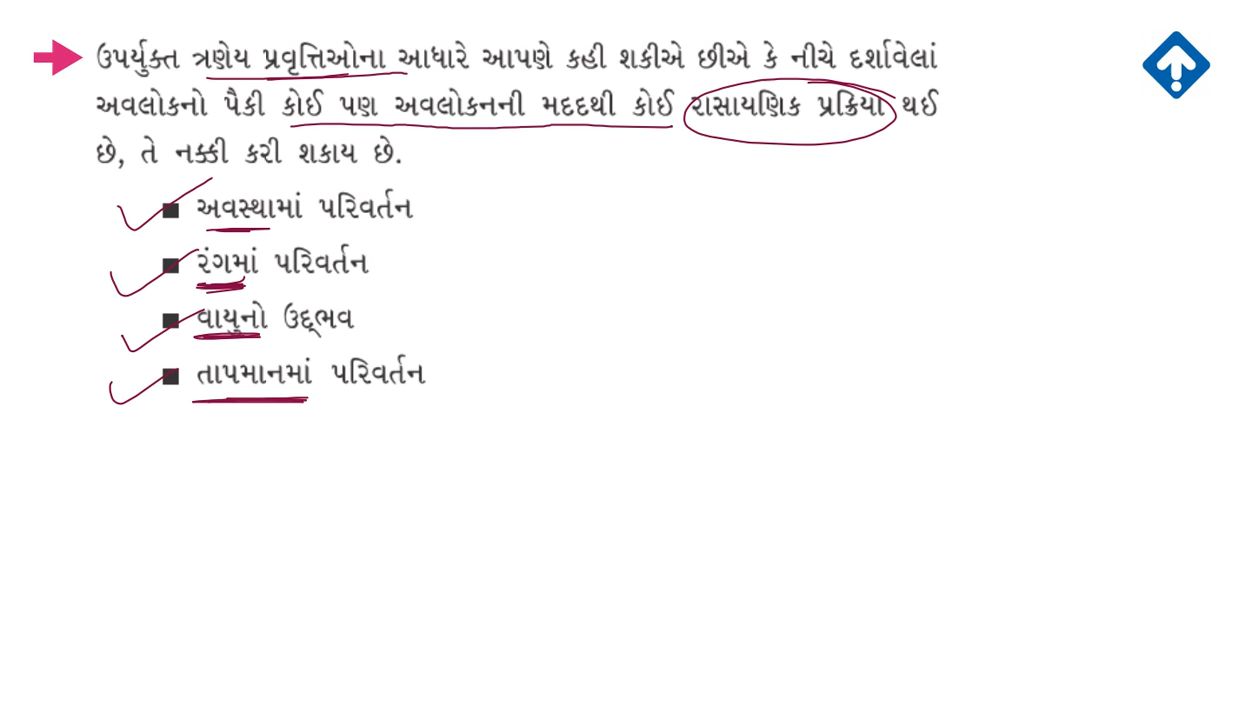 ઉપર્યુક્ત ત્રણેય પ્રવૃત્તિઓના આધારે આપણે કહી શકીએ છીએ કે નીચે દર્શાવેલાં
અવલોકનો પૈકી કોઈ પણ અવલોકનની મદદથી કોઈ રાસાયણિક પ્રક્રિયા થઈ
છે, તે નક્કી કરી શકાય છે.
■ અવસ્થામાં પરિવર્તન
■ રંગમાં પરિવર્તન
■ વાયુનો ઉદ્ભવ
■ તાપમાનમાં પરિવર્તન